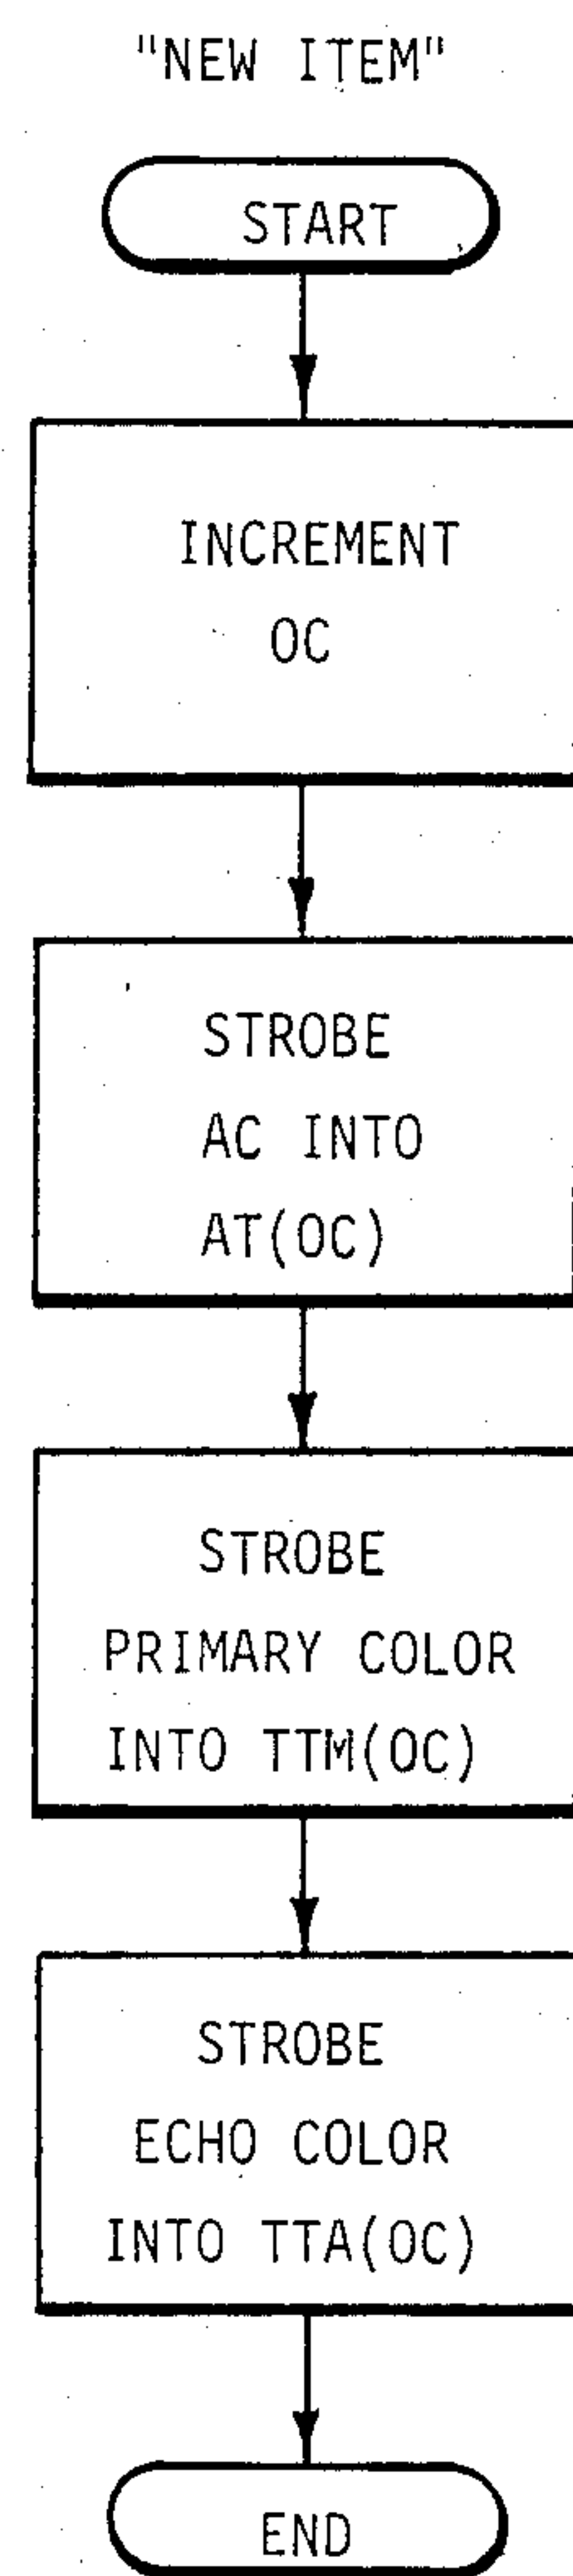 "NEW ITEM"
START
INCREMENT
OC
STROBE
AC INTO
AT(OC)
STROBE
PRIMARY COLOR
INTO TTM(OC)
STROBE
ECHO COLOR
INTO TTA(OC)
END